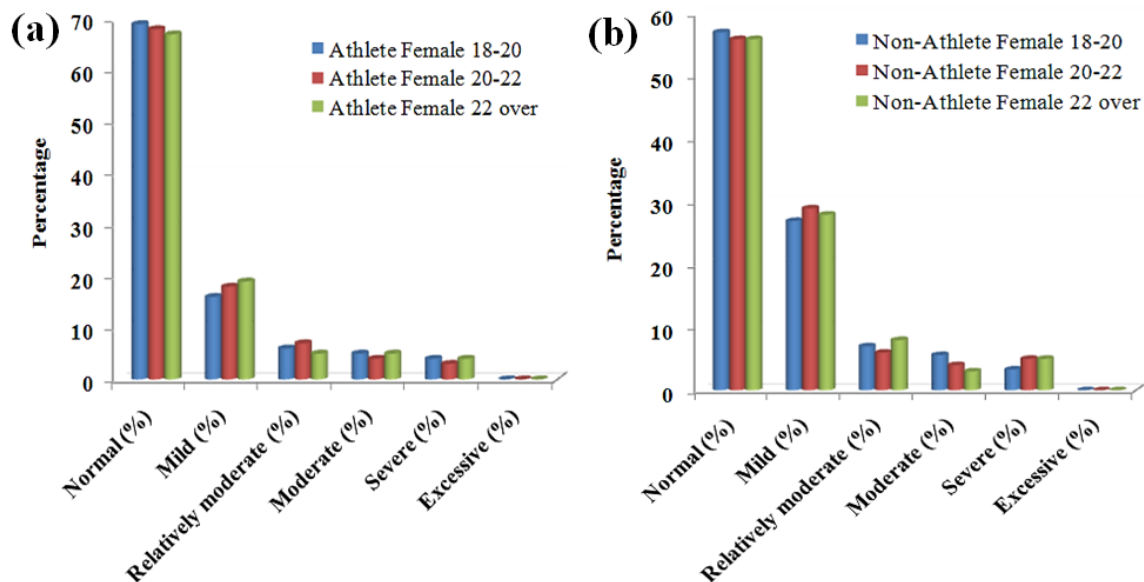 (a)
Athlete Female 18-20
Athlete Female 20-22
Athlete Female 22 over
Percentage
70
60
50
40
30
20
10
0
Normal (%)
Mild (%)
Relatively moderate (%)
Moderate (%)
Severe (%)
Excessive (%)
(b)
Non-Athlete Female 18-20
Non-Athlete Female 20-22
Non-Athlete Female 22 over
Percentage
60
50
40
30
20
10
0
Normal (%)
Mild (%)
Relatively moderate (%)
Moderate (%)
Severe (%)
Excessive (%)